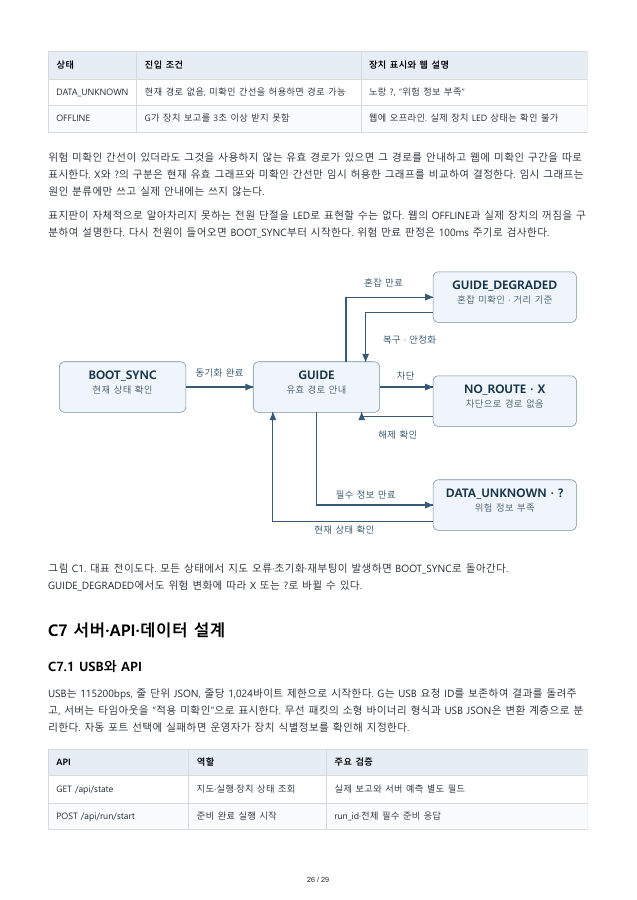 상태 진입 조건 장치 표시와 웹 설명
DATA_UNKNOWN 현재 경로 없음, 미확인 간선을 허용하면 경로 가능 노랑 ?, “위험 정보 부족”
OFFLINE G가 장치 보고를 3초 이상 받지 못함 웹에 오프라인. 실제 장치 LED 상태는 확인 불가
위험 미확인 간선이 있더라도 그것을 사용하지 않는 유효 경로가 있으면 그 경로를 안내하고 웹에 미확인 구간을 따로
표시한다. X와 ?의 구분은 현재 유효 그래프와 미확인 간선만 임시 허용한 그래프를 비교하여 결정한다. 임시 그래프는
원인 분류에만 쓰고 실제 안내에는 쓰지 않는다.
표지판이 자체적으로 알아차리지 못하는 전원 단절을 LED로 표현할 수는 없다. 웹의 OFFLINE과 실제 장치의 꺼짐을 구
분하여 설명한다. 다시 전원이 들어오면 BOOT_SYNC부터 시작한다. 위험 만료 판정은 100ms 주기로 검사한다.
혼잡 만료
GUIDE_DEGRADED
혼잡 미확인 · 거리 기준
복구 · 안정화
BOOT_SYNC
현재 상태 확인
동기화 완료
GUIDE
유효 경로 안내
차단
NO_ROUTE · X
차단으로 경로 없음
해제 확인
필수 정보 만료
DATA_UNKNOWN · ?
위험 정보 부족
현재 상태 확인
그림 C1. 대표 전이도다. 모든 상태에서 지도 오류·초기화·재부팅이 발생하면 BOOT_SYNC로 돌아간다.
GUIDE_DEGRADED에서도 위험 변화에 따라 X 또는 ?로 바뀔 수 있다.
C7 서버·API·데이터 설계
C7.1 USB와 API
USB는 115200bps, 줄 단위 JSON, 줄당 1,024바이트 제한으로 시작한다. G는 USB 요청 ID를 보존하여 결과를 돌려주
고, 서버는 타임아웃을 “적용 미확인”으로 표시한다. 무선 패킷의 소형 바이너리 형식과 USB JSON은 변환 계층으로 분
리한다. 자동 포트 선택에 실패하면 운영자가 장치 식별정보를 확인해 지정한다.
API 역할 주요 검증
GET /api/state 지도·실행·장치 상태 조회 실제 보고와 서버 예측 별도 필드
POST /api/run/start 준비 완료 실행 시작 run_id·전체 필수 준비 응답
26 / 29